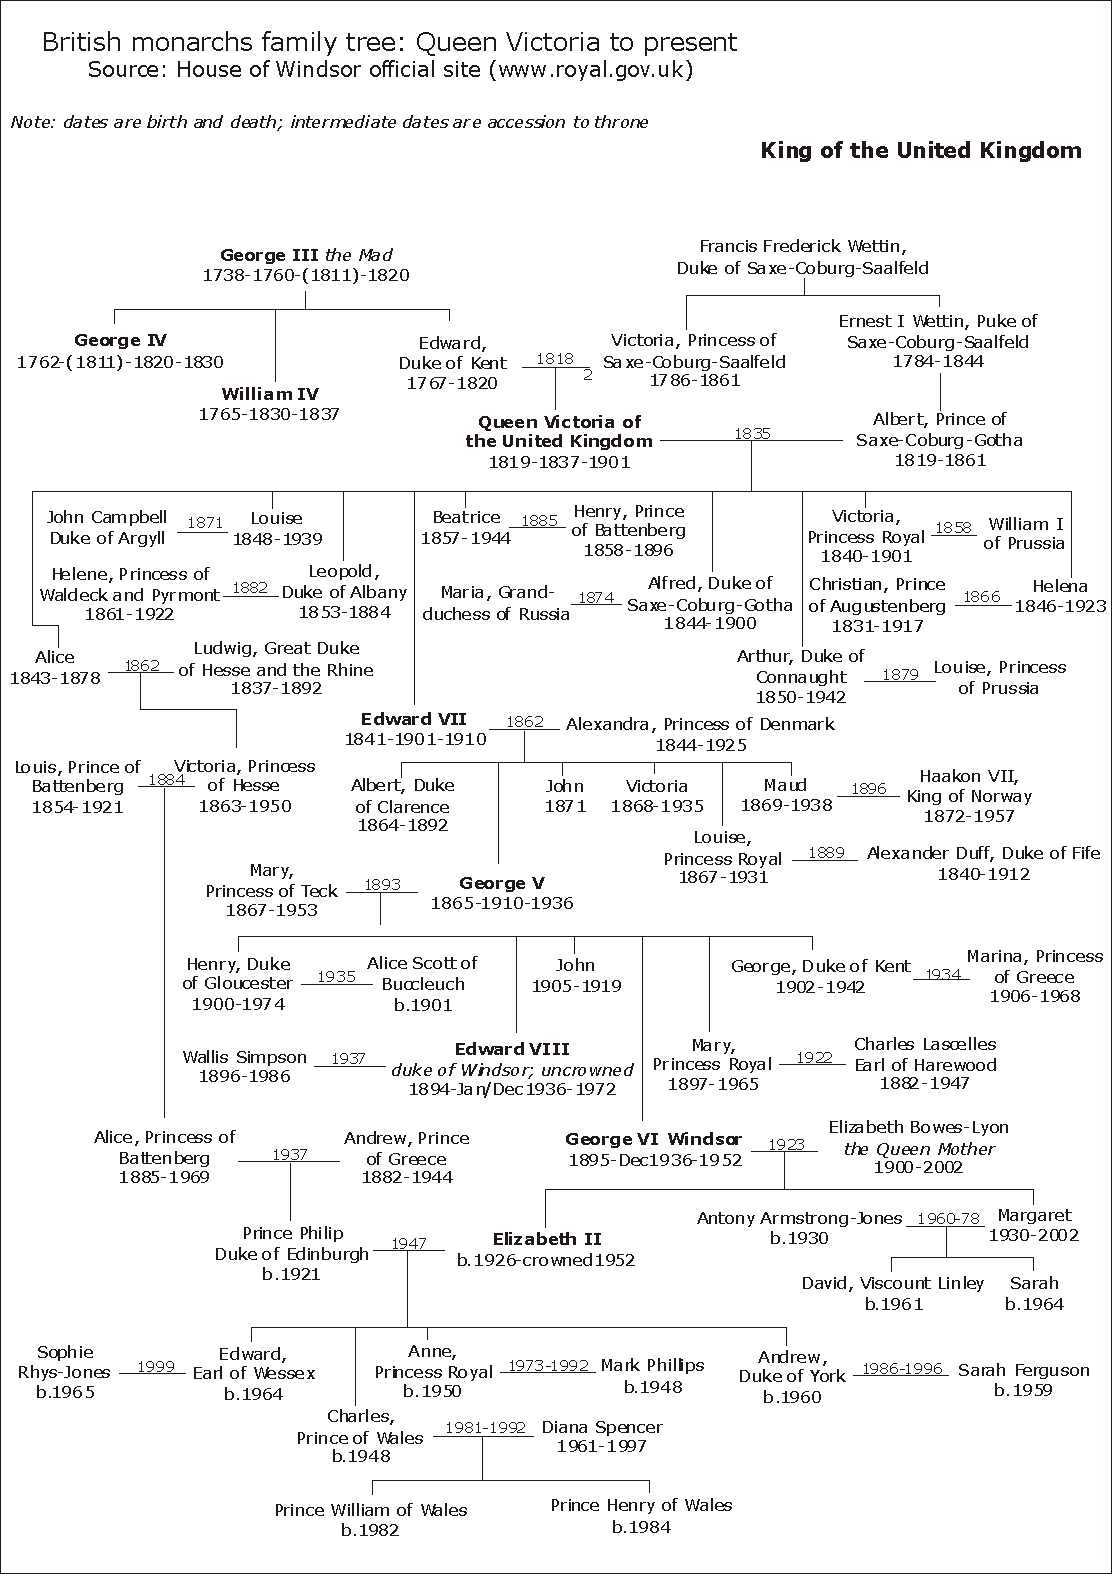 British monarchs family tree: Queen Victoria to present
Source: House of Windsor official site (www.royal.gov.uk)
Note: dates are birth and death; intermediate dates are accession to throne
King of the United Kingdom
George III the Mad
1738-1760-(1811)-1820
Francis Frederick Wettin,
Duke of Saxe-Coburg-Saalfeld
George IV
1762-(1811)-1820-1830
William IV
1765-1830-1837
Edward,
Duke of Kent
1767-1820
1818
2
Victoria, Princess of
Saxe-Coburg-Saalfeld
1786-1861
Ernest I Wettin, Puke of
Saxe-Coburg-Saalfeld
1784-1844
Queen Victoria of
the United Kingdom
1819-1837-1901
1835
Albert, Prince of
Saxe-Coburg-Gotha
1819-1861
John Campbell
Duke of Argyll
1871
Louise
1848-1939
Beatrice
1857-1944
1885
Henry, Prince
of Battenberg
1858-1896
Victoria,
Princess Royal
1840-1901
1858
William I
of Prussia
Helene, Princess of
Waldeck and Pyrmont
1861-1922
1882
Leopold,
Duke of Albany
1853-1884
Maria, Grand-
duchess of Russia
1874
Alfred, Duke of
Saxe-Coburg-Gotha
1844-1900
Christian, Prince
of Augustenberg
1831-1917
1866
Helena
1846-1923
Alice
1843-1878
1862
Ludwig, Great Duke
of Hesse and the Rhine
1837-1892
Arthur, Duke of
Connaught
1850-1942
1879
Louise, Princess
of Prussia
Edward VII
1841-1901-1910
1862
Alexandra, Princess of Denmark
1844-1925
Louis, Prince of
Battenberg
1854-1921
1884
Victoria, Princess
of Hesse
1863-1950
Albert, Duke
of Clarence
1864-1892
John
1871
Victoria
1868-1935
Maud
1869-1938
1896
Haakon VII,
King of Norway
1872-1957
Louise,
Princess Royal
1867-1931
1889
Alexander Duff, Duke of Fife
1840-1912
Mary,
Princess of Teck
1867-1953
1893
George V
1865-1910-1936
Henry, Duke
of Gloucester
1900-1974
1935
Alice Scott of
Buccleuch
b.1901
John
1905-1919
George, Duke of Kent
1902-1942
1934
Marina, Princess
of Greece
1906-1968
Wallis Simpson
1896-1986
1937
Edward VIII
duke of Windsor; uncrowned
1894-Jan/Dec1936-1972
Mary,
Princess Royal
1897-1965
1922
Charles Lascelles
Earl of Harewood
1882-1947
Alice, Princess of
Battenberg
1885-1969
1937
Andrew, Prince
of Greece
1882-1944
George VI Windsor
1895-Dec1936-1952
1923
Elizabeth Bowes-Lyon
the Queen Mother
1900-2002
Prince Philip
Duke of Edinburgh
b.1921
1947
Elizabeth II
b.1926-crowned1952
Antony Armstrong-Jones
b.1930
1960-78
Margaret
1930-2002
David, Viscount Linley
b.1961
Sarah
b.1964
Sophie
Rhys-Jones
b.1965
1999
Edward,
Earl of Wessex
b.1964
Anne,
Princess Royal
b.1950
1973-1992
Mark Phillips
b.1948
Andrew,
Duke of York
b.1960
1986-1996
Sarah Ferguson
b.1959
Charles,
Prince of Wales
b.1948
1981-1992
Diana Spencer
1961-1997
Prince William of Wales
b.1982
Prince Henry of Wales
b.1984